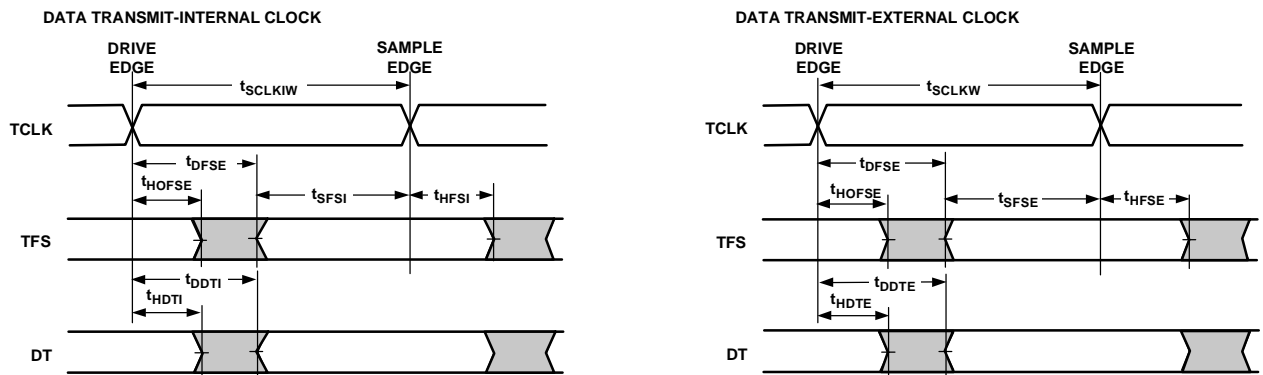 DATA TRANSMIT-INTERNAL CLOCK
DRIVE
EDGE
SAMPLE
EDGE
tSCLKIW
TCLK
tDFSE
tHOFSE
tSFSI
tHFSI
TFS
tDDTI
tHDTI
DT
DATA TRANSMIT-EXTERNAL CLOCK
DRIVE
EDGE
SAMPLE
EDGE
tSCLKW
TCLK
tDFSE
tHOFSE
tSFSE
tHFSE
TFS
tDDTE
tHDTE
DT